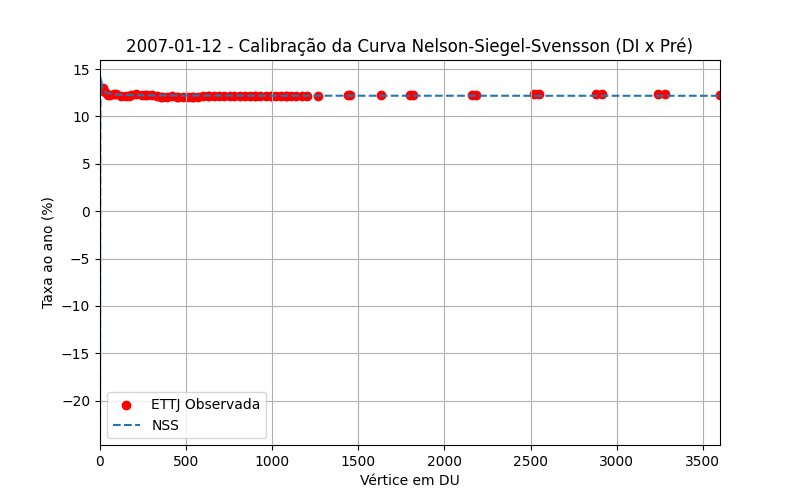 2007-01-12 - Calibração da Curva Nelson-Siegel-Svensson (DI x Pré)
Taxa ao ano (%)
15
10
5
0
−5
−10
−15
−20
ETTJ Observada
NSS
0 500 1000 1500 2000 2500 3000 3500
Vértice em DU